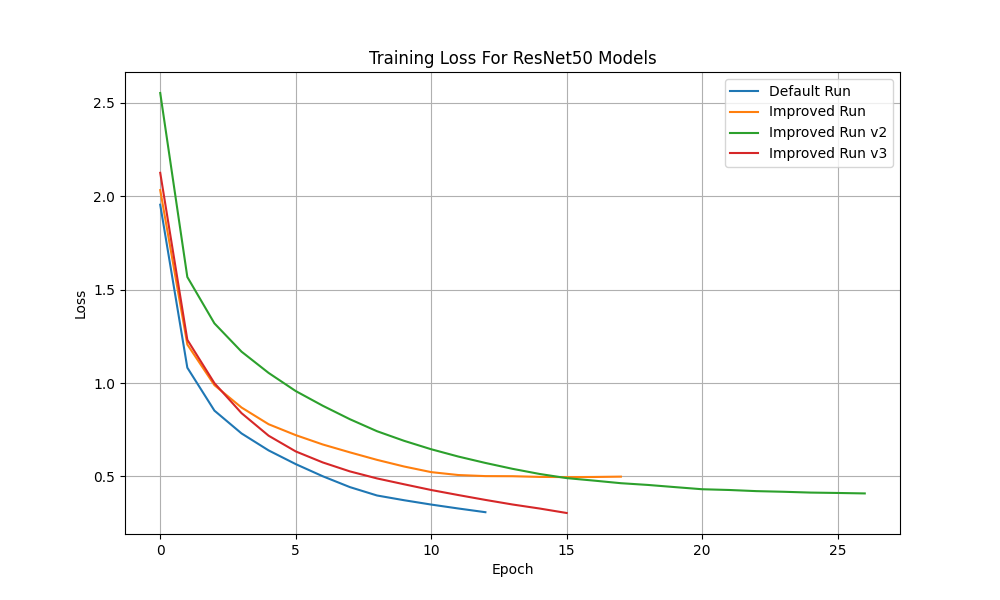 Training Loss For ResNet50 Models
Default Run
Improved Run
Improved Run v2
Improved Run v3
2.5
2.0
1.5
1.0
0.5
Loss
0 5 10 15 20 25
Epoch